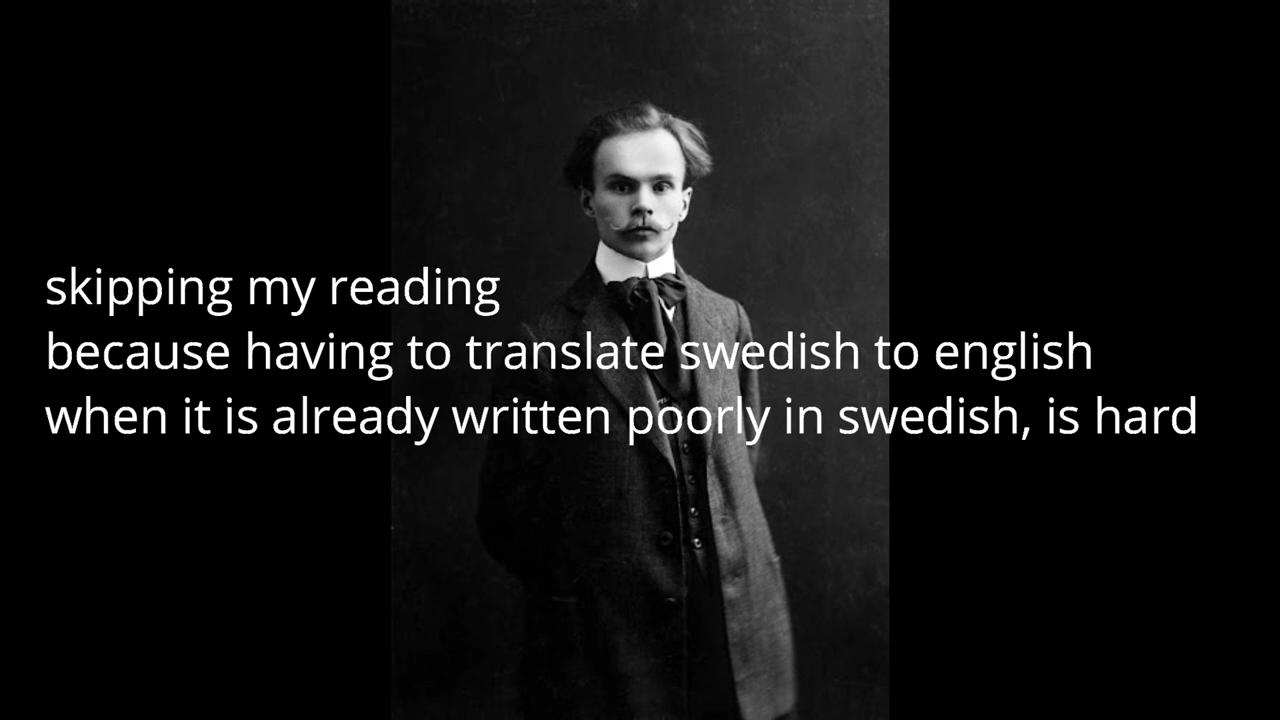 skipping my reading
because having to translate swedish to english
when it is already written poorly in swedish, is hard